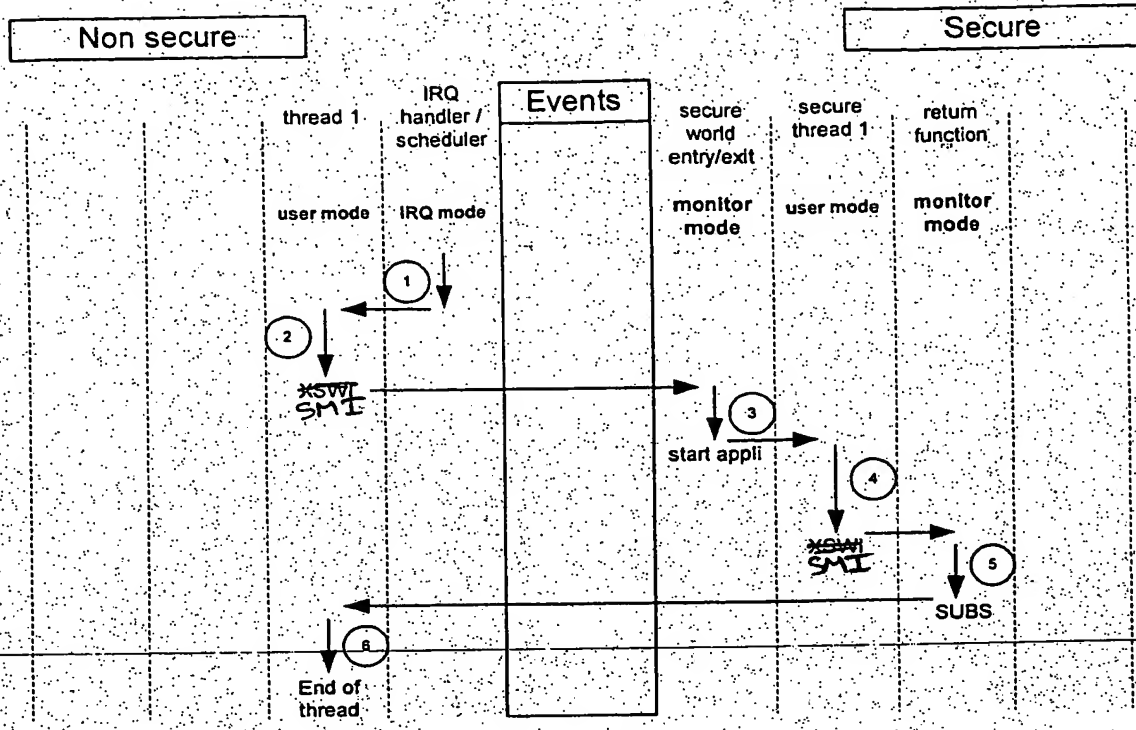 Non secure
Secure
Events
thread 1
IRQ
handler /
scheduler
secure
world
entry/exit
secure
thread 1
return
function
user mode
IRQ mode
monitor
mode
user mode
monitor
mode
1
2
XSWI
SMI
3
start appli
4
XSWI
SMI
5
SUBS
6
End of
thread